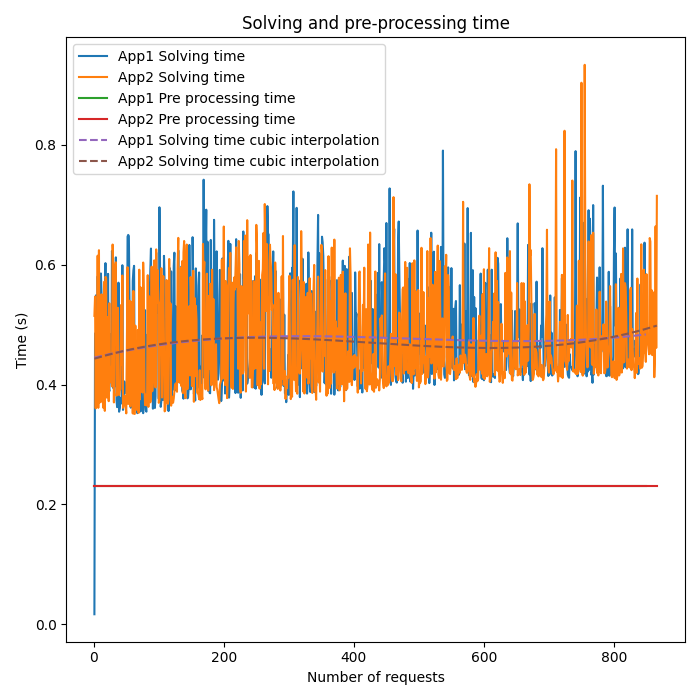 Solving and pre-processing time
App1 Solving time
App2 Solving time
App1 Pre processing time
App2 Pre processing time
App1 Solving time cubic interpolation
App2 Solving time cubic interpolation
Time (s)
0.8
0.6
0.4
0.2
0.0
0 200 400 600 800
Number of requests